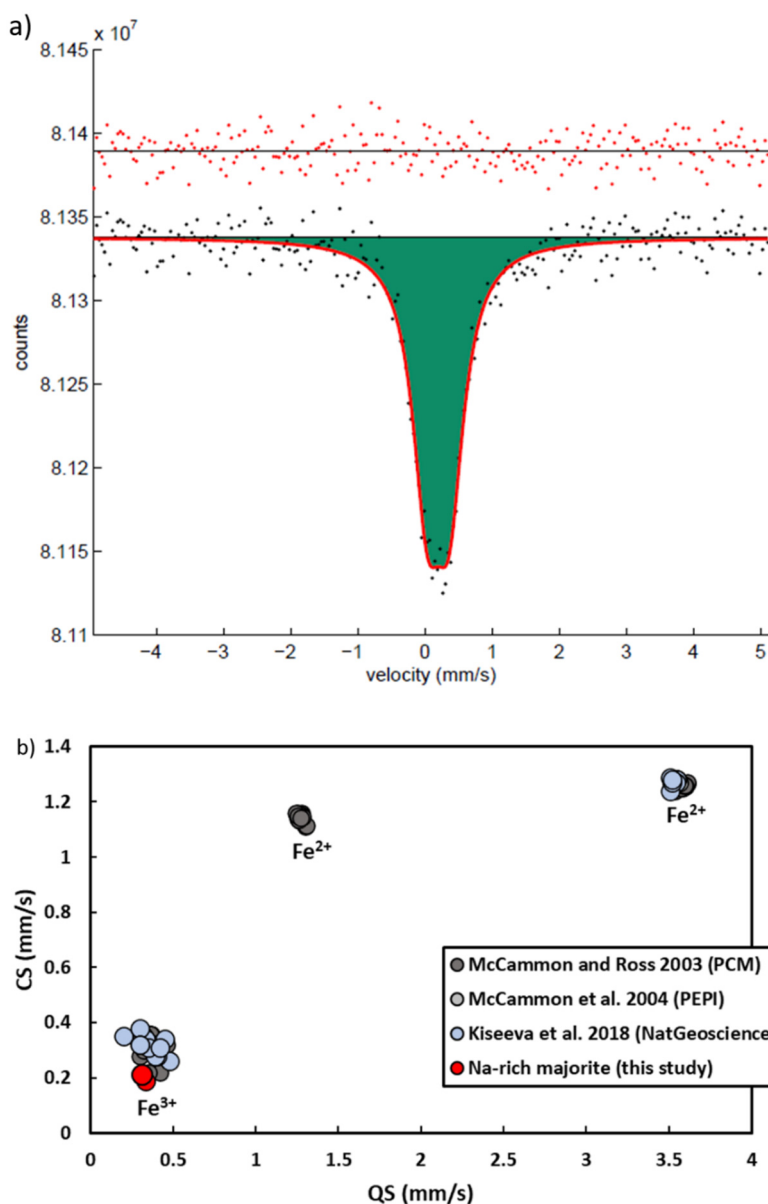 a)
× 10⁷
8.145
8.14
8.135
8.13
8.125
8.12
8.115
8.11
counts
−4 −3 −2 −1 0 1 2 3 4 5
velocity (mm/s)
b)
1.4
1.2
1
0.8
0.6
0.4
0.2
0
CS (mm/s)
Fe²⁺
Fe²⁺
Fe³⁺
McCammon and Ross 2003 (PCM)
McCammon et al. 2004 (PEPI)
Kiseeva et al. 2018 (NatGeoscience
Na-rich majorite (this study)
0 0.5 1 1.5 2 2.5 3 3.5 4
QS (mm/s)